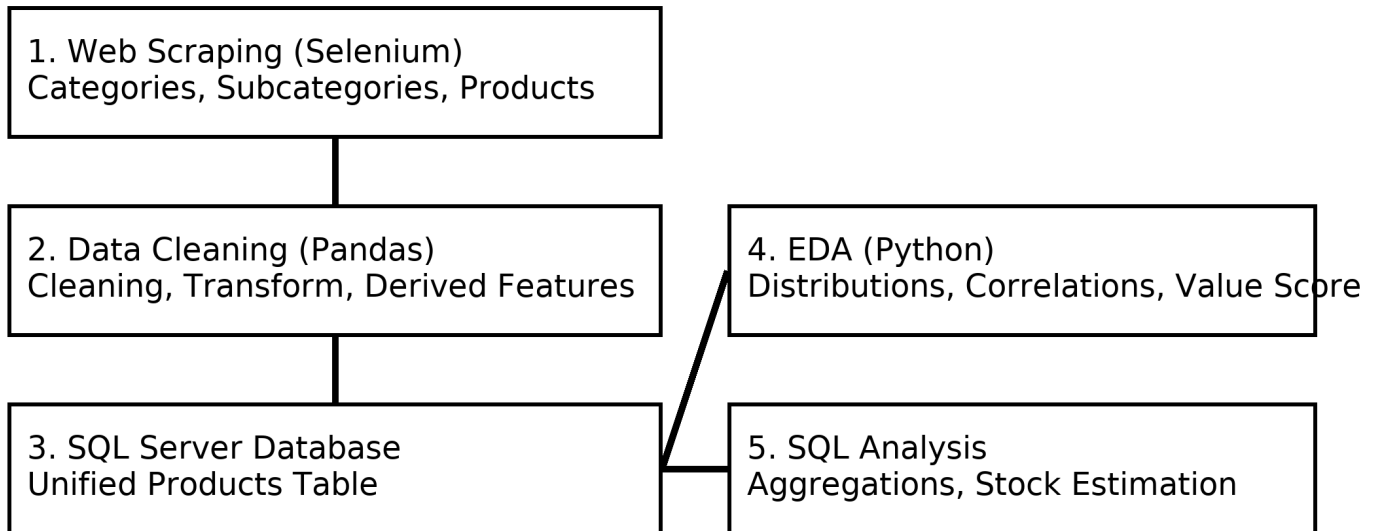 1. Web Scraping (Selenium)
Categories, Subcategories, Products
2. Data Cleaning (Pandas)
Cleaning, Transform, Derived Features
3. SQL Server Database
Unified Products Table
4. EDA (Python)
Distributions, Correlations, Value Score
5. SQL Analysis
Aggregations, Stock Estimation